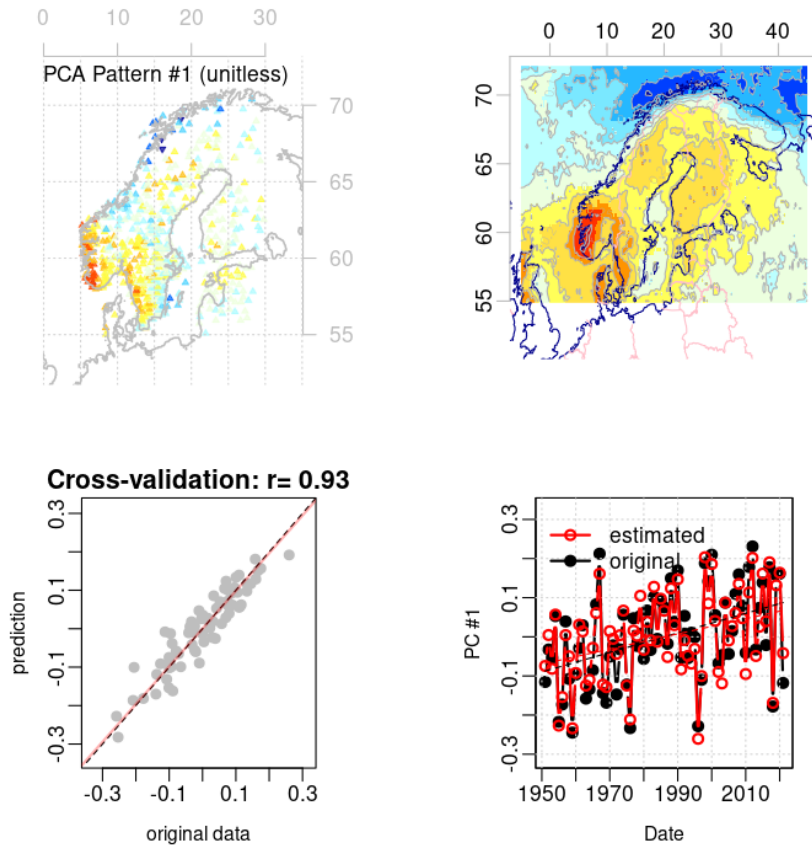 0 10 20 30
PCA Pattern #1 (unitless)
70
65
60
55
0 10 20 30 40
70
65
60
55
Cross-validation: r= 0.93
0.3
0.1
-0.1
-0.3
prediction
-0.3 -0.1 0.1 0.3
original data
0.3
0.1
-0.1
-0.3
PC #1
estimated
original
1950 1970 1990 2010
Date